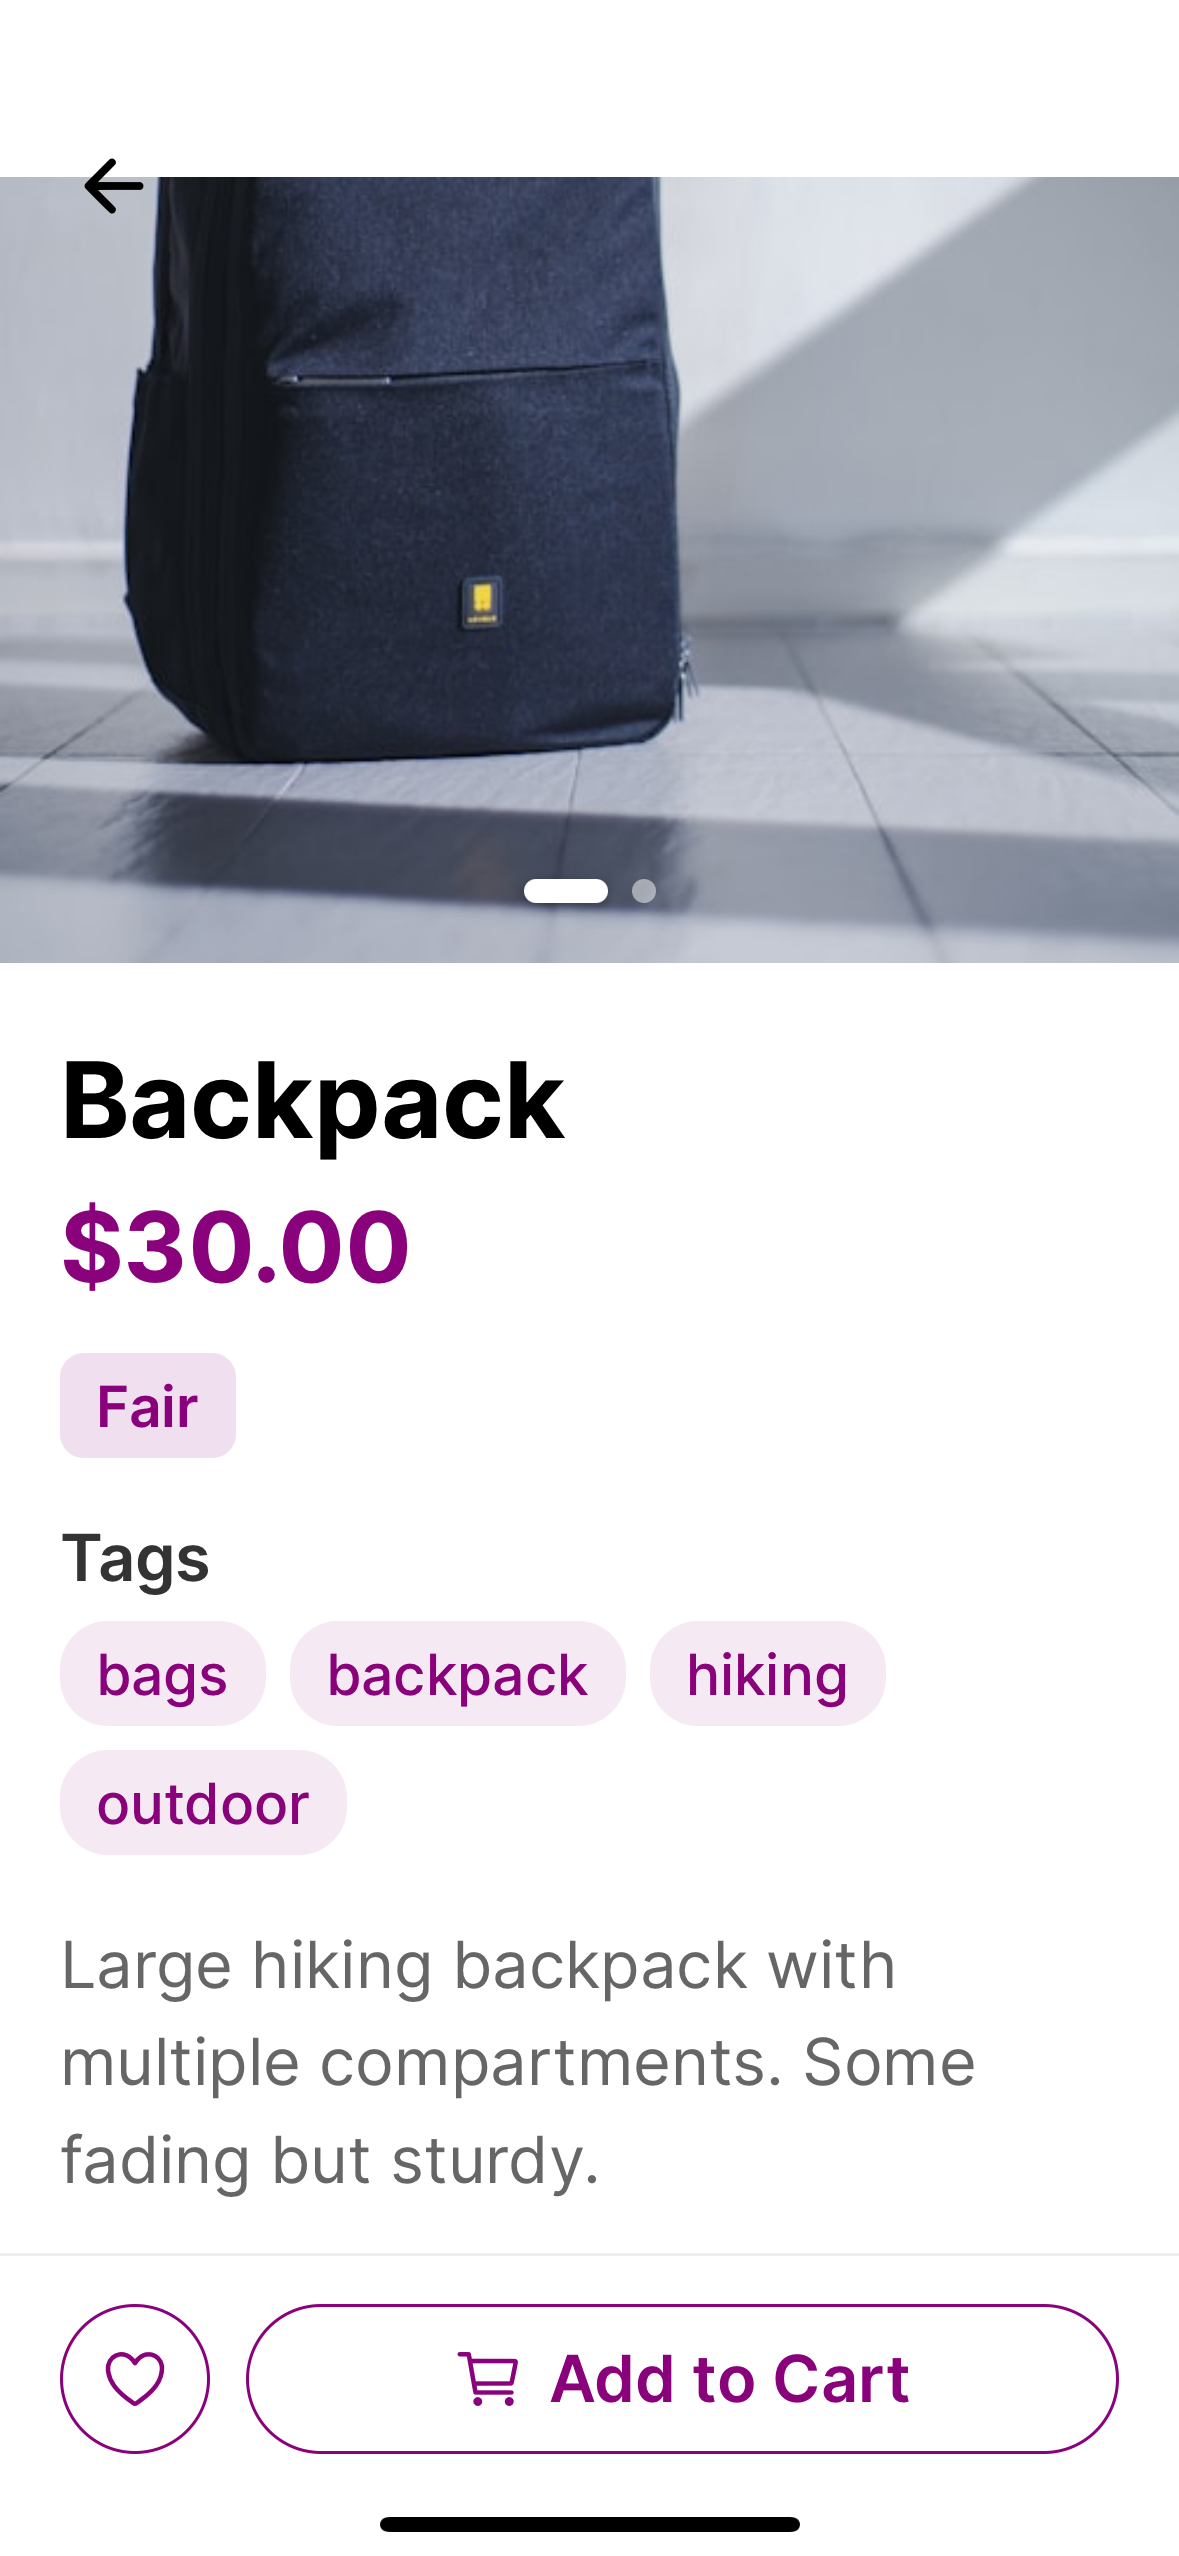 Backpack
$30.00
Fair
Tags
bags backpack hiking
outdoor
Large hiking backpack with
multiple compartments. Some
fading but sturdy.
Add to Cart